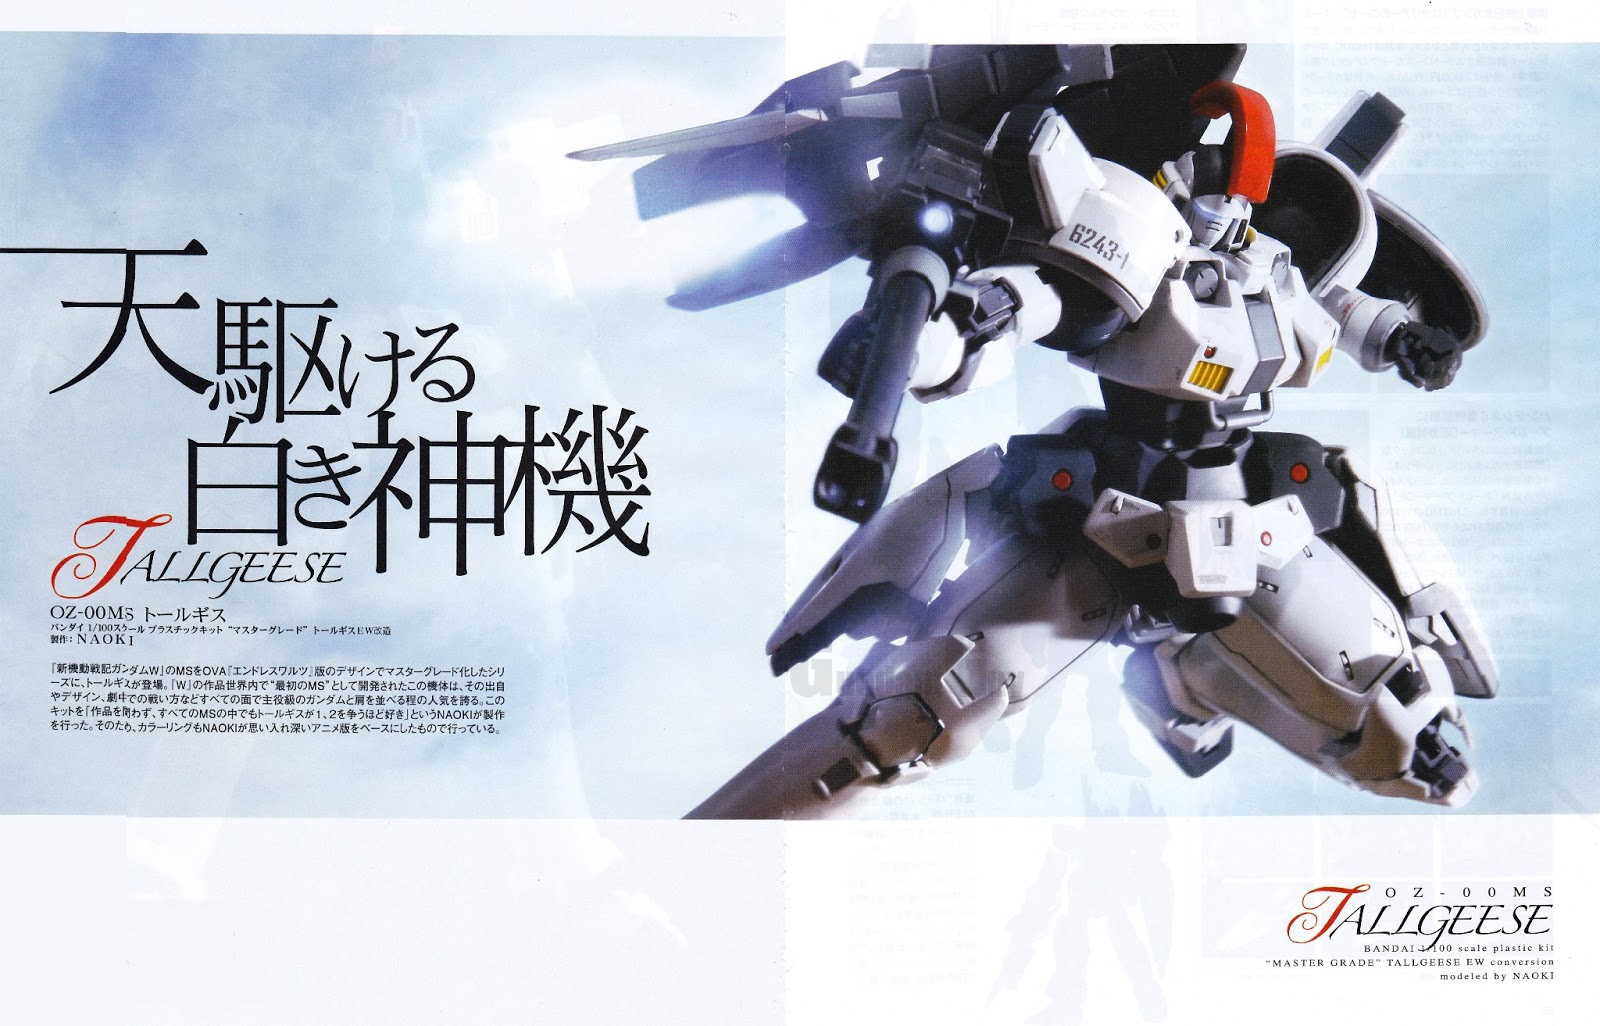 天駆ける
白き神機
TALLGEESE
OZ-00MS トールギス
バンダイ 1/100スケール プラスチックキット “マスターグレード” トールギスEW改造
製作：NAOKI
『新機動戦記ガンダムW』のMSをOVA『エンドレスワルツ』版のデザインでマスターグレード化したシリ
ーズに、トールギスが登場。『W』の作品世界内で“最初のMS”として開発されたこの機体は、その出自
やデザイン、劇中での戦い方などすべての面で主役級のガンダムと肩を並べる程の人気を誇る。この
キットを「作品を問わず、すべてのMSの中でもトールギスが1、2を争うほど好き」というNAOKIが製作
を行った。そのため、カラーリングもNAOKIが思い入れ深いアニメ版をベースにしたもので行っている。
6243-1
OZ-00MS
TALLGEESE
BANDAI 1/100 scale plastic kit
“MASTER GRADE” TALLGEESE EW conversion
modeled by NAOKI